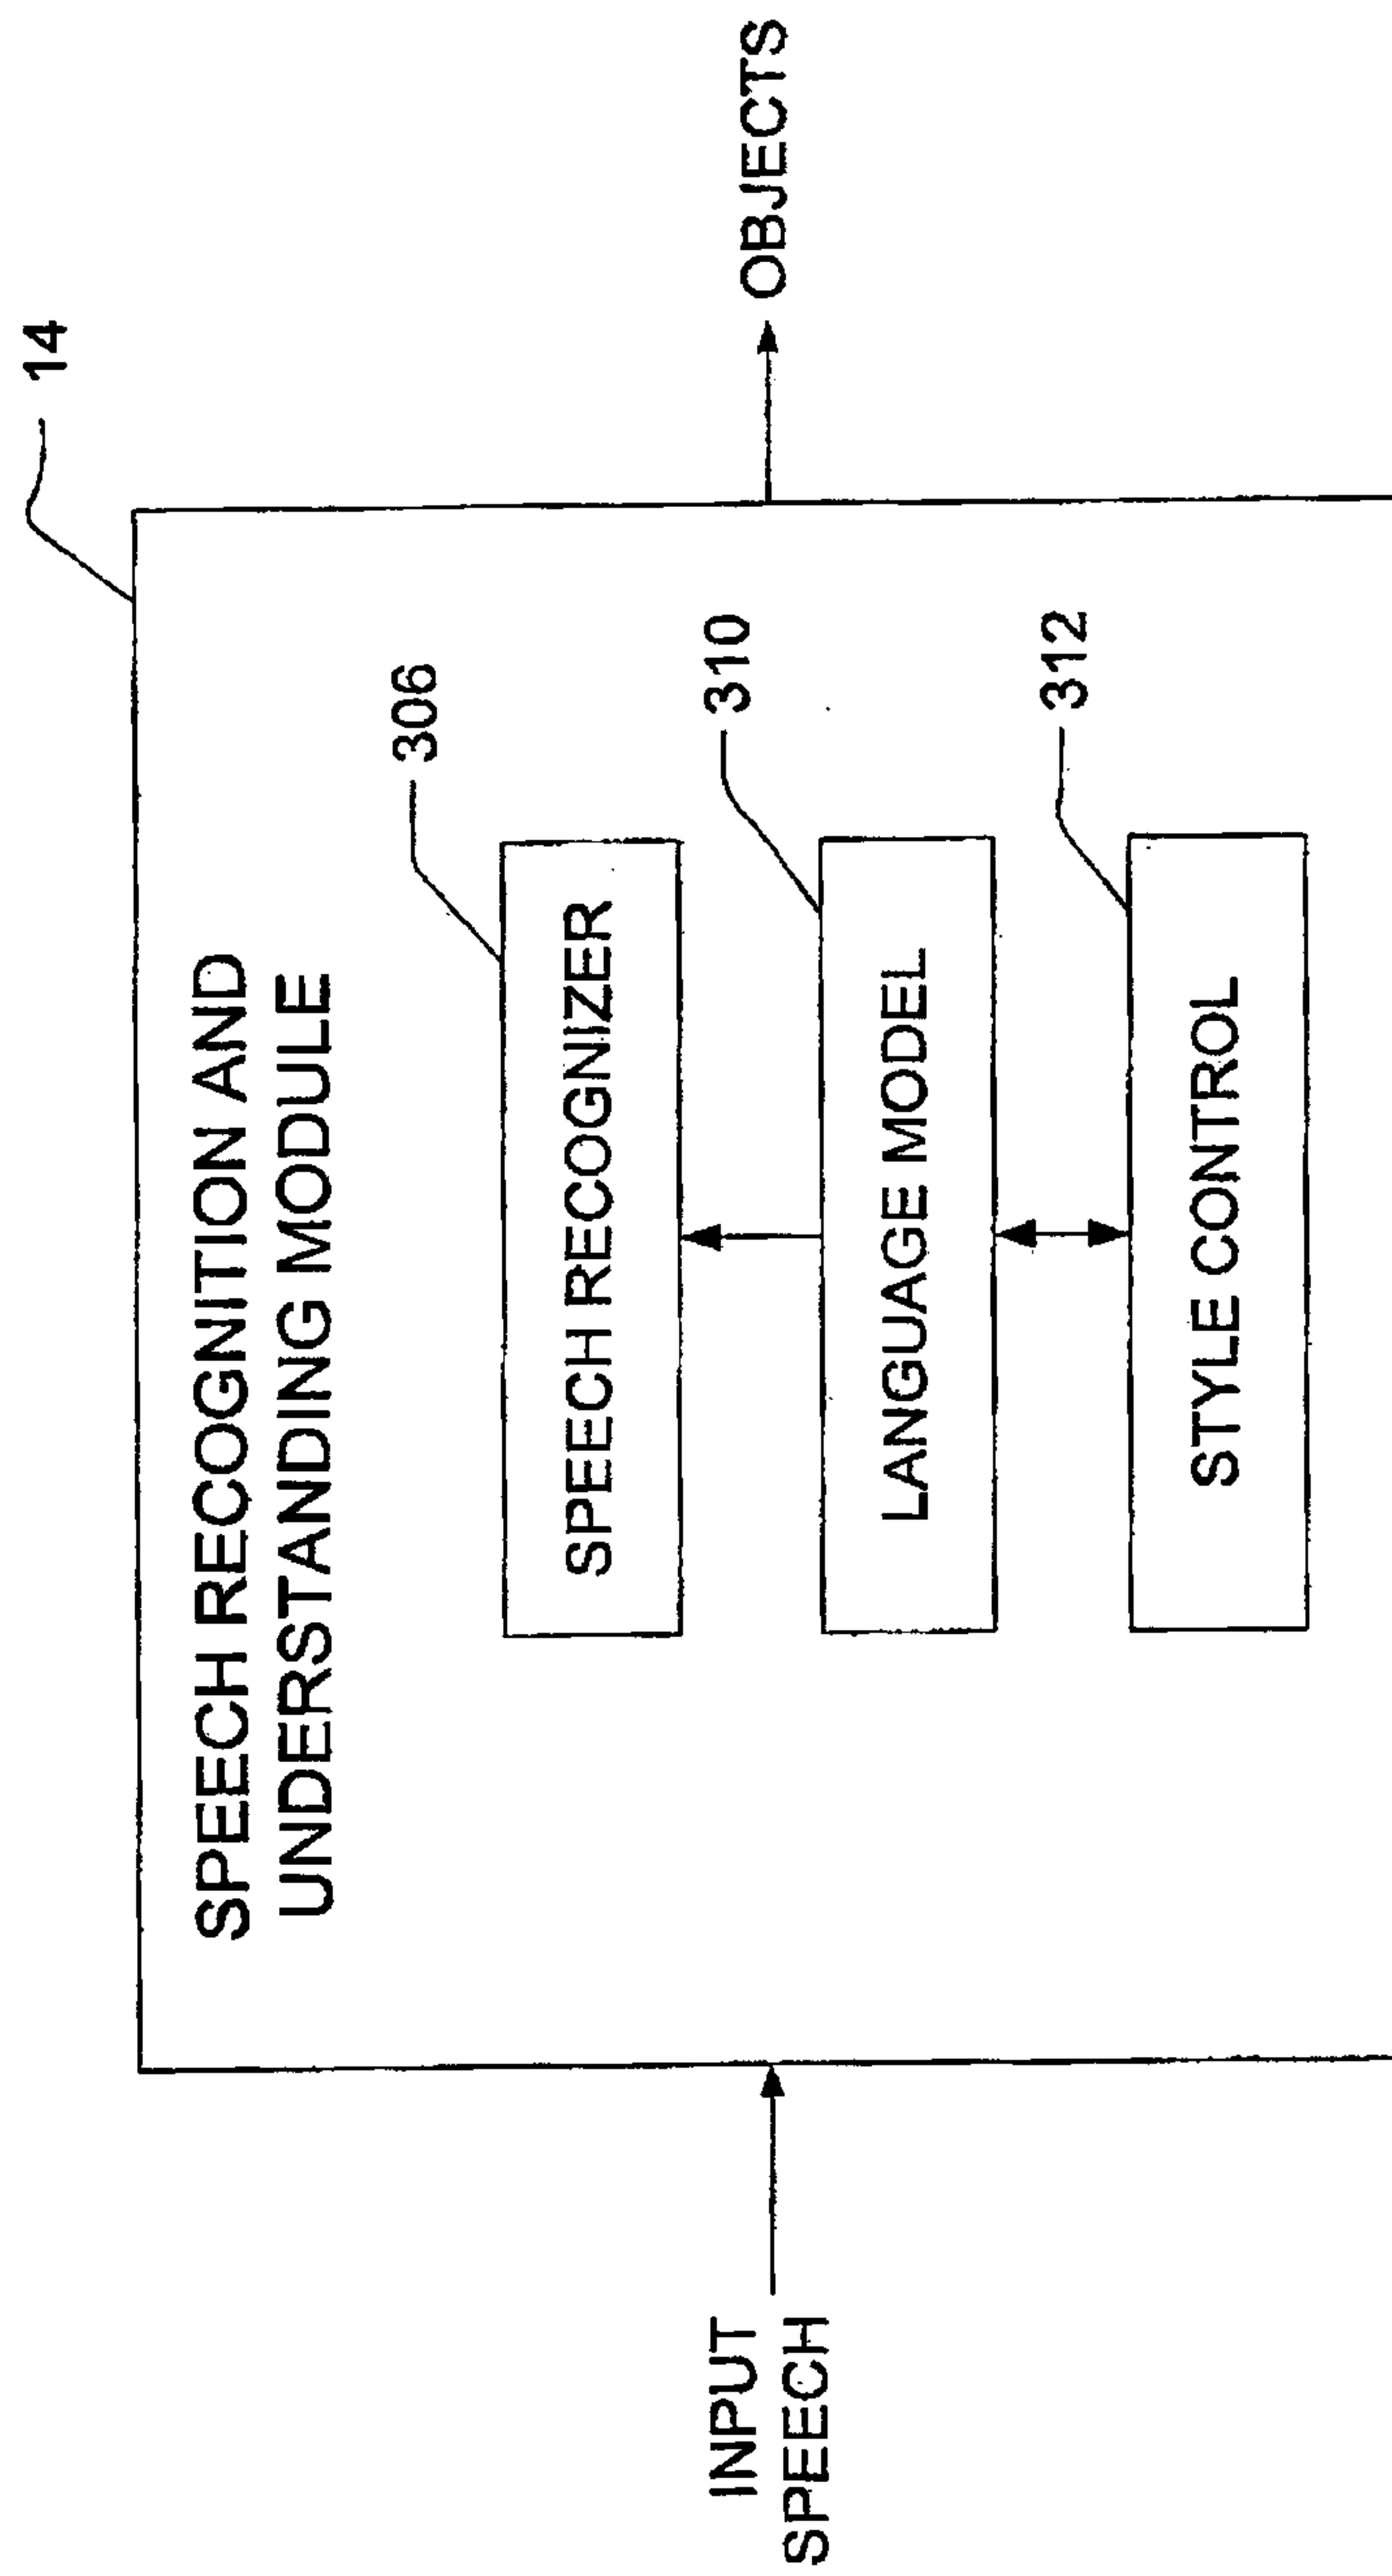 14
SPEECH RECOGNITION AND
UNDERSTANDING MODULE
306
SPEECH RECOGNIZER
310
LANGUAGE MODEL
312
STYLE CONTROL
INPUT
SPEECH
OBJECTS